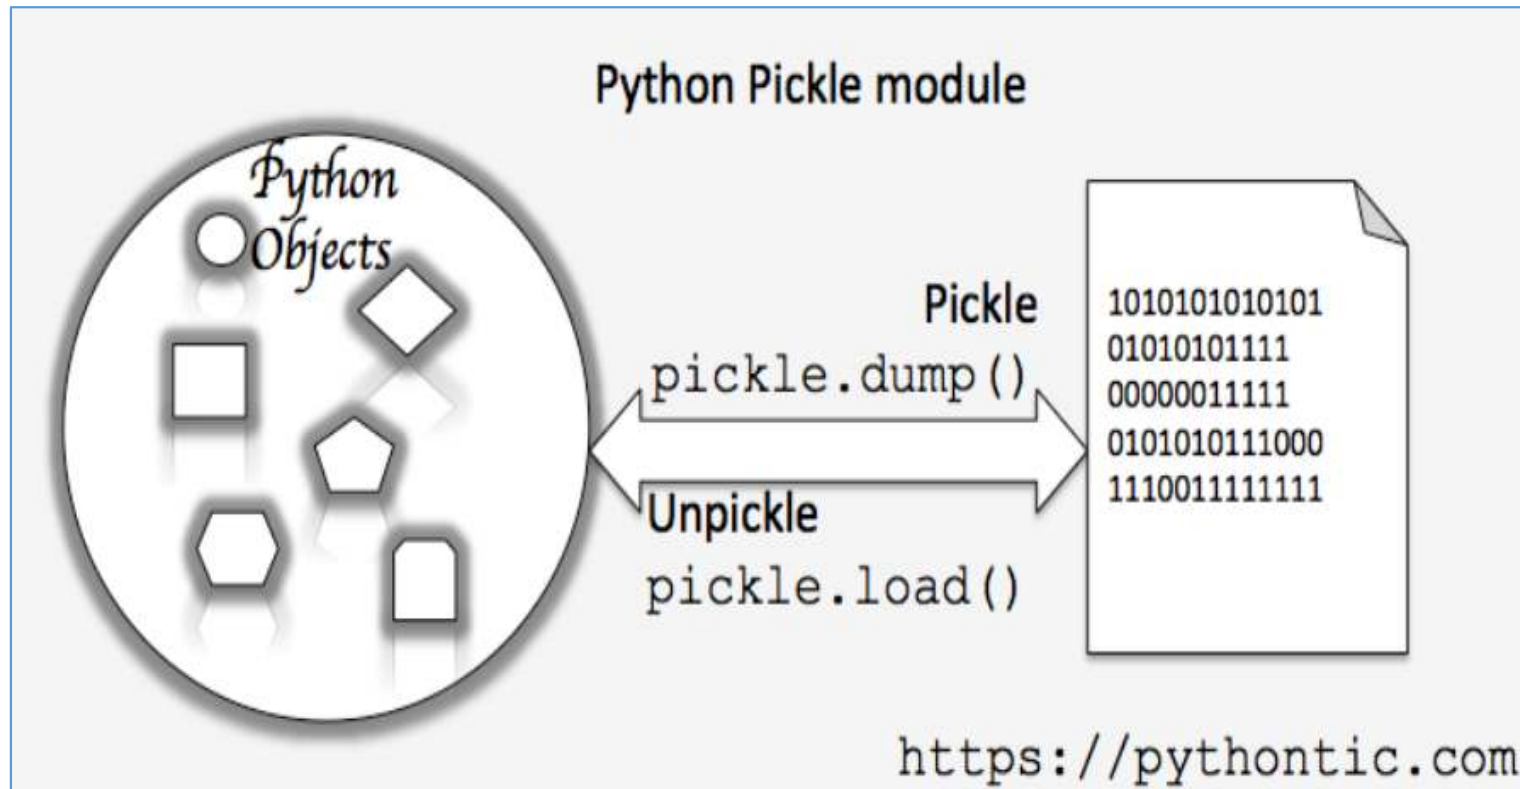 Python Pickle module
Python
Objects
Pickle
pickle.dump()
Unpickle
pickle.load()
1010101010101
01010101111
00000011111
0101010111000
1110011111111
https://pythontic.com